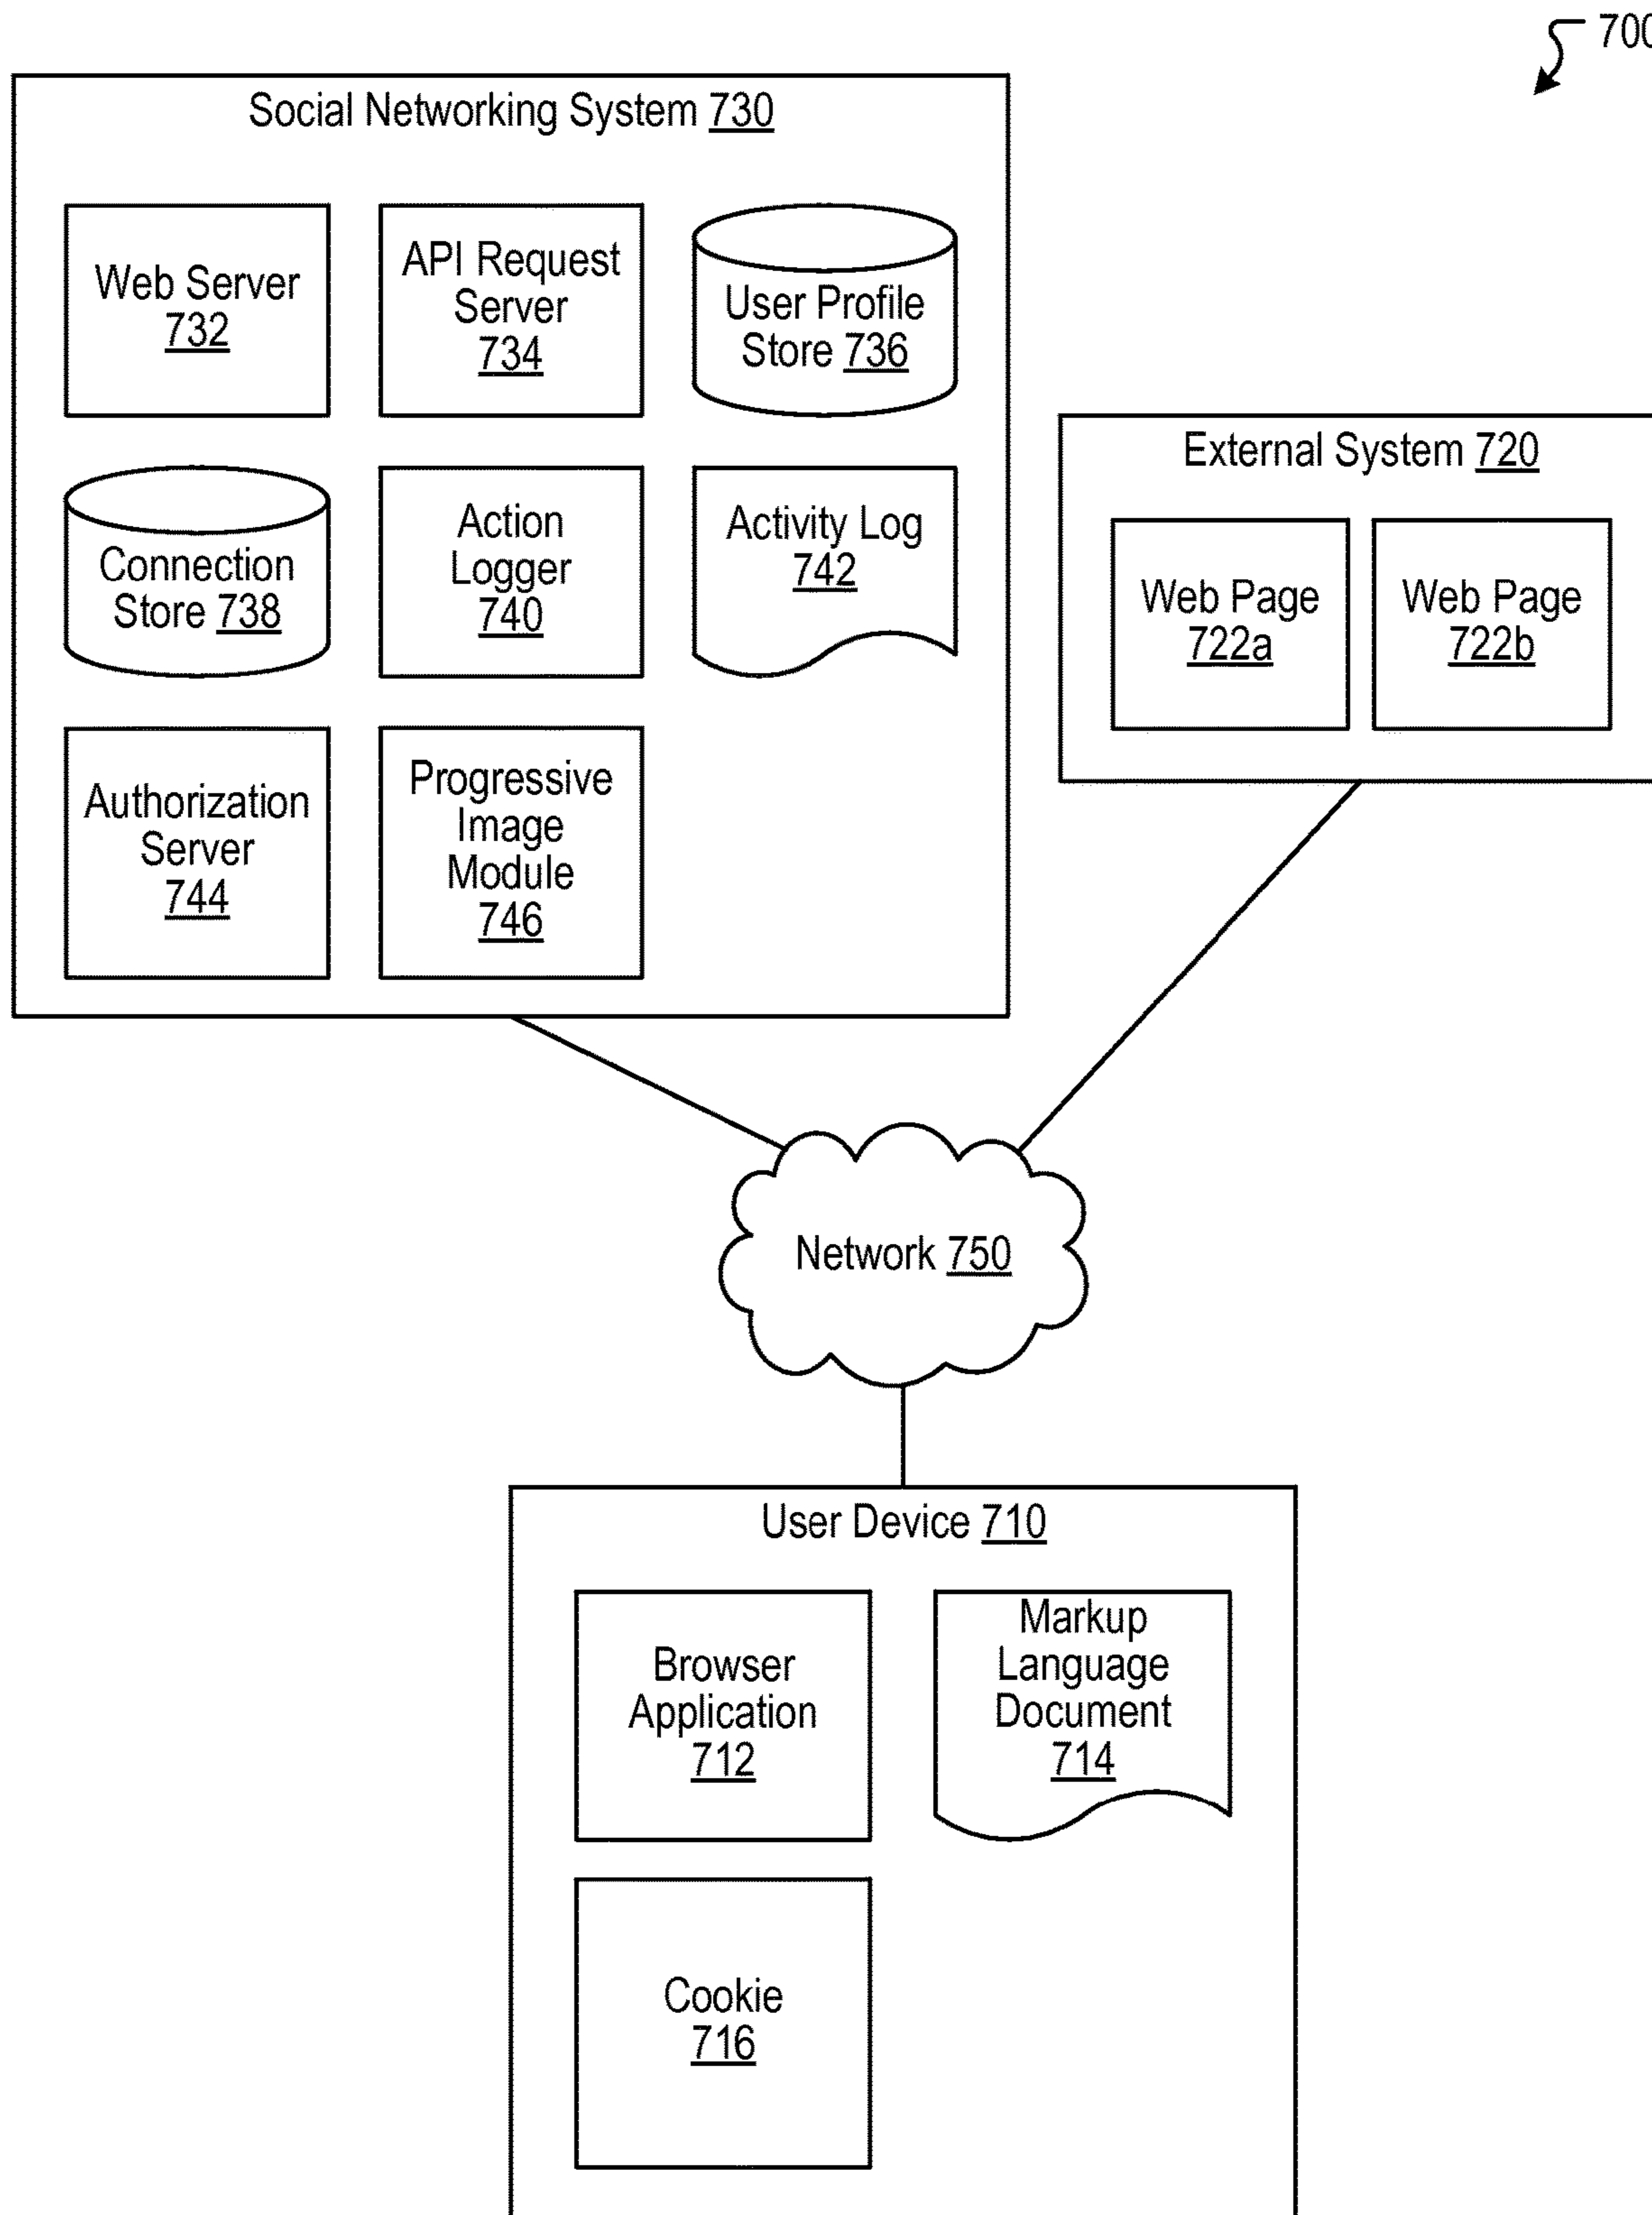 700
Social Networking System 730
Web Server
732
API Request
Server
734
User Profile
Store 736
Connection
Store 738
Action
Logger
740
Activity Log
742
Authorization
Server
744
Progressive
Image
Module
746
External System 720
Web Page
722a
Web Page
722b
Network 750
User Device 710
Browser
Application
712
Markup
Language
Document
714
Cookie
716